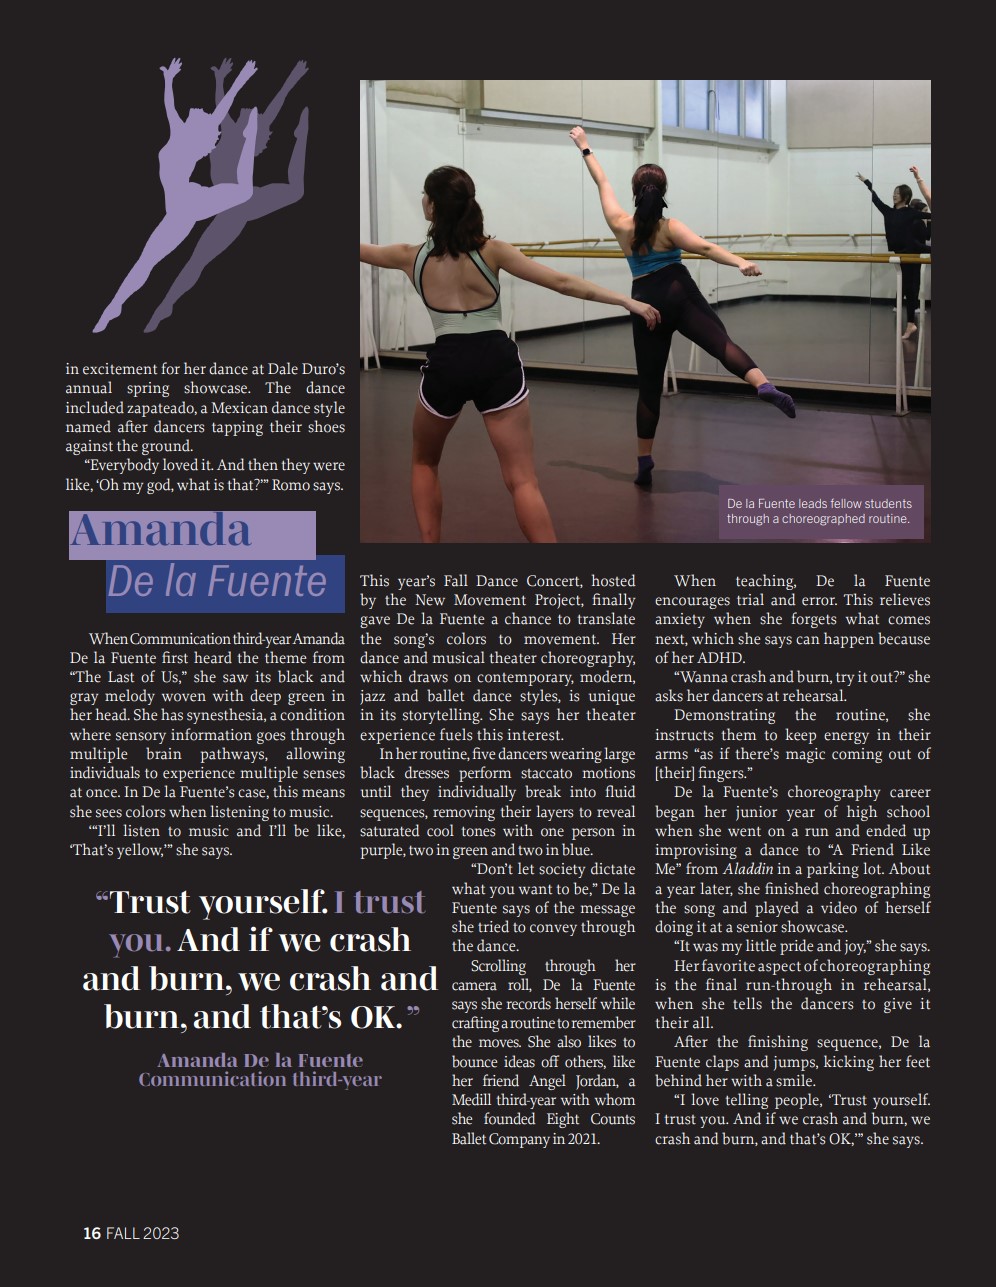 in excitement for her dance at Dale Duro’s
annual spring showcase. The dance
included zapateado, a Mexican dance style
named after dancers tapping their shoes
against the ground.
“Everybody loved it. And then they were
like, ‘Oh my god, what is that?’” Romo says.
De la Fuente leads fellow students
through a choreographed routine.
Amanda
De la Fuente
When Communication third-year Amanda
De la Fuente first heard the theme from
“The Last of Us,” she saw its black and
gray melody woven with deep green in
her head. She has synesthesia, a condition
where sensory information goes through
multiple brain pathways, allowing
individuals to experience multiple senses
at once. In De la Fuente’s case, this means
she sees colors when listening to music.
“‘I’ll listen to music and I’ll be like,
‘That’s yellow,’” she says.
“Trust yourself. I trust
you. And if we crash
and burn, we crash and
burn, and that’s OK.”
Amanda De la Fuente
Communication third-year
This year’s Fall Dance Concert, hosted
by the New Movement Project, finally
gave De la Fuente a chance to translate
the song’s colors to movement. Her
dance and musical theater choreography,
which draws on contemporary, modern,
jazz and ballet dance styles, is unique
in its storytelling. She says her theater
experience fuels this interest.
In her routine, five dancers wearing large
black dresses perform staccato motions
until they individually break into fluid
sequences, removing their layers to reveal
saturated cool tones with one person in
purple, two in green and two in blue.
“Don’t let society dictate
what you want to be,” De la
Fuente says of the message
she tried to convey through
the dance.
Scrolling through her
camera roll, De la Fuente
says she records herself while
crafting a routine to remember
the moves. She also likes to
bounce ideas off others, like
her friend Angel Jordan, a
Medill third-year with whom
she founded Eight Counts
Ballet Company in 2021.
When teaching, De la Fuente
encourages trial and error. This relieves
anxiety when she forgets what comes
next, which she says can happen because
of her ADHD.
“Wanna crash and burn, try it out?” she
asks her dancers at rehearsal.
Demonstrating the routine, she
instructs them to keep energy in their
arms “as if there’s magic coming out of
[their] fingers.”
De la Fuente’s choreography career
began her junior year of high school
when she went on a run and ended up
improvising a dance to “A Friend Like
Me” from Aladdin in a parking lot. About
a year later, she finished choreographing
the song and played a video of herself
doing it at a senior showcase.
“It was my little pride and joy,” she says.
Her favorite aspect of choreographing
is the final run-through in rehearsal,
when she tells the dancers to give it
their all.
After the finishing sequence, De la
Fuente claps and jumps, kicking her feet
behind her with a smile.
“I love telling people, ‘Trust yourself.
I trust you. And if we crash and burn, we
crash and burn, and that’s OK,’” she says.
16 FALL 2023